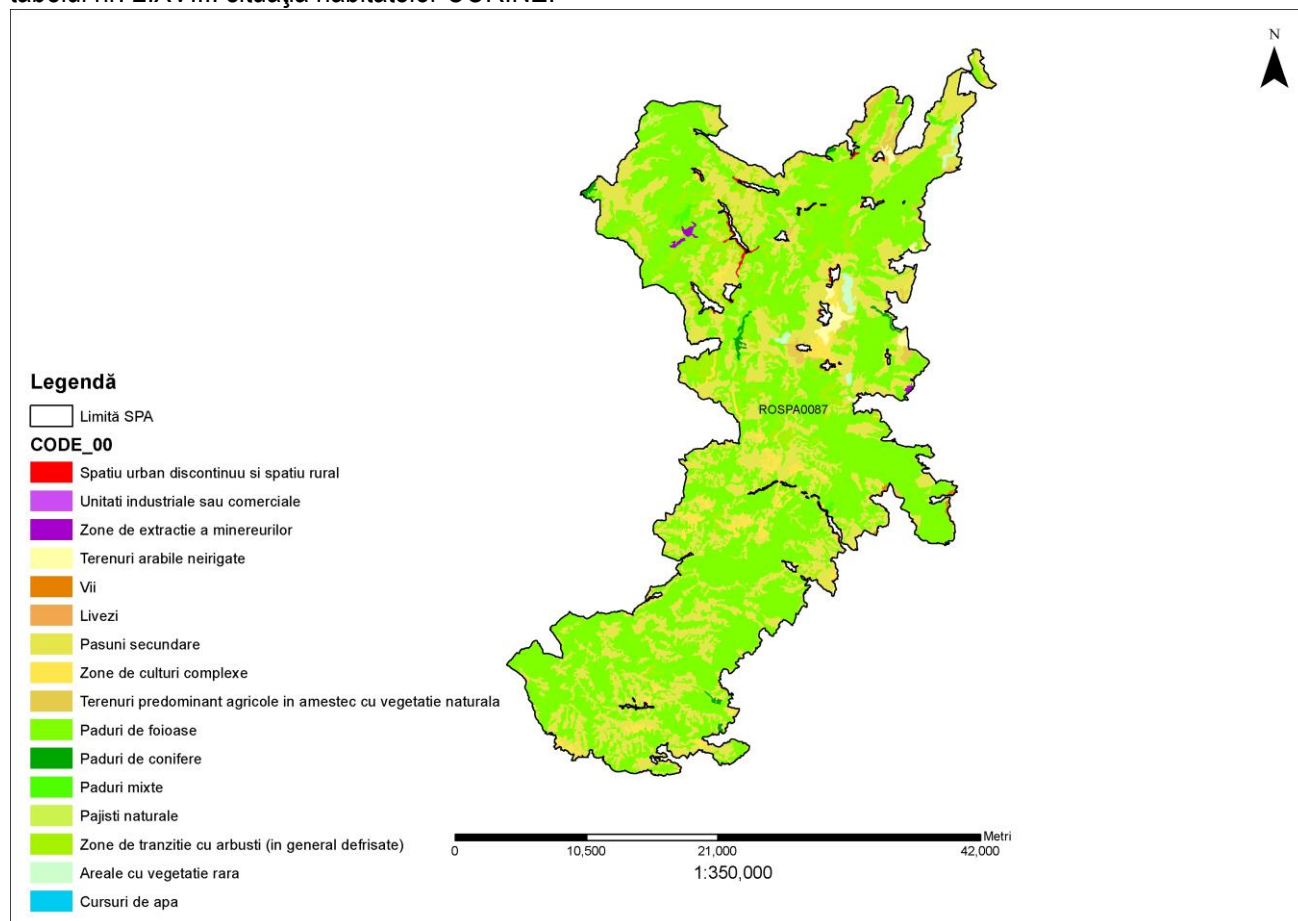 N
ROSPA0087
Legendă
Limită SPA
CODE_00
Spatiu urban discontinuu si spatiu rural
Unitati industriale sau comerciale
Zone de extractie a minereurilor
Terenuri arabile neirigate
Vii
Livezi
Pasuni secundare
Zone de culturi complexe
Terenuri predominant agricole in amestec cu vegetatie naturala
Paduri de foioase
Paduri de conifere
Paduri mixte
Pajisti naturale
Zone de tranzitie cu arbusti (in general defrisate)
Areale cu vegetatie rara
Cursuri de apa
Metri
0 10,500 21,000 42,000
1:350,000